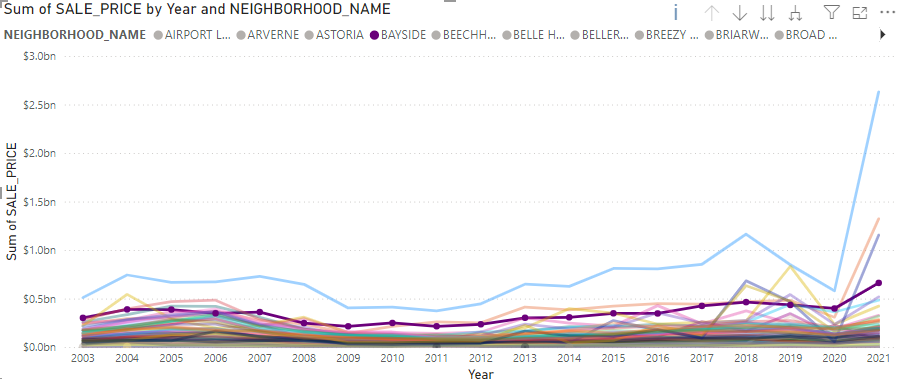 Sum of SALE_PRICE by Year and NEIGHBORHOOD_NAME
NEIGHBORHOOD_NAME AIRPORT L... ARVERNE ASTORIA BAYSIDE BEECHH... BELLE H... BELLER... BREEZY ... BRIARW... BROAD ...
$3.0bn
$2.5bn
$2.0bn
$1.5bn
$1.0bn
$0.5bn
$0.0bn
Sum of SALE_PRICE
2003 2004 2005 2006 2007 2008 2009 2010 2011 2012 2013 2014 2015 2016 2017 2018 2019 2020 2021
Year